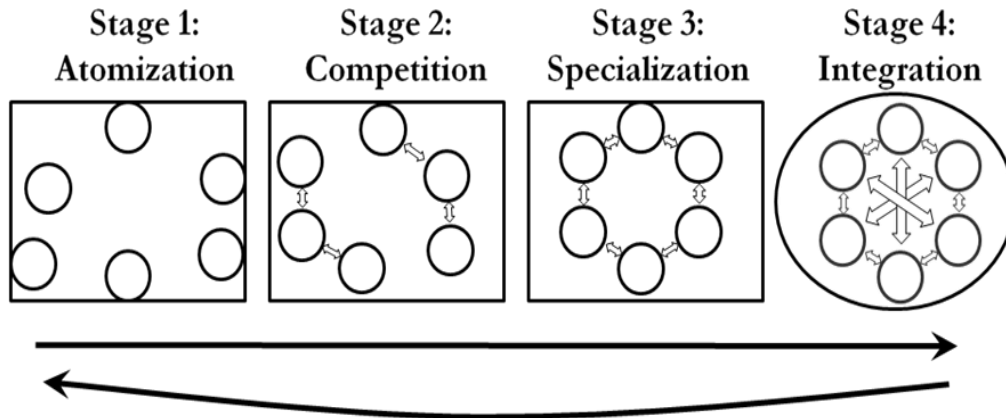 Stage 1:
Atomization
Stage 2:
Competition
Stage 3:
Specialization
Stage 4:
Integration